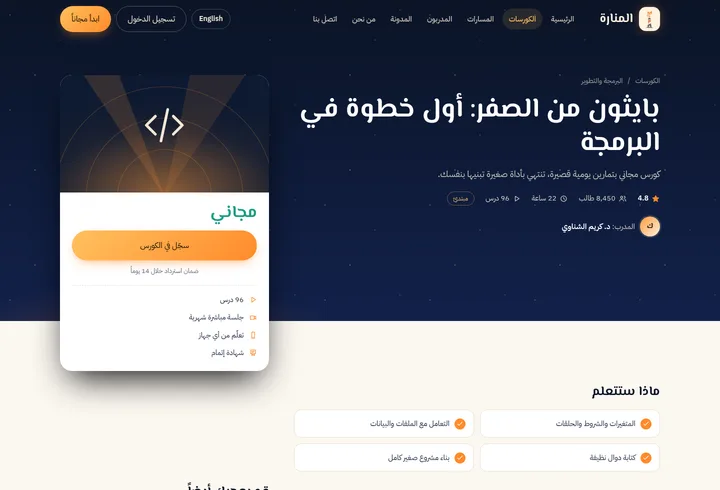 المنارة
الرئيسية
الكورسات
المسارات
المدربون
المدونة
من نحن
اتصل بنا
English
تسجيل الدخول
ابدأ مجاناً
الكورسات / البرمجة والتطوير
بايثون من الصفر: أول خطوة في
البرمجة
كورس مجاني بتمارين يومية قصيرة، تنتهي بأداة صغيرة تبنيها بنفسك.
4.8 8,450 طالب 22 ساعة 96 درس مبتدئ
ك المدرب: د. كريم الشناوي
</>
مجاني
سجّل في الكورس
ضمان استرداد خلال 14 يوماً
96 درس
جلسة مباشرة شهرية
تعلّم من أي جهاز
شهادة إتمام
ماذا ستتعلم
المتغيرات والشروط والحلقات
التعامل مع الملفات والبيانات
كتابة دوال نظيفة
بناء مشروع صغير كامل
قد يعجبك أيضاً